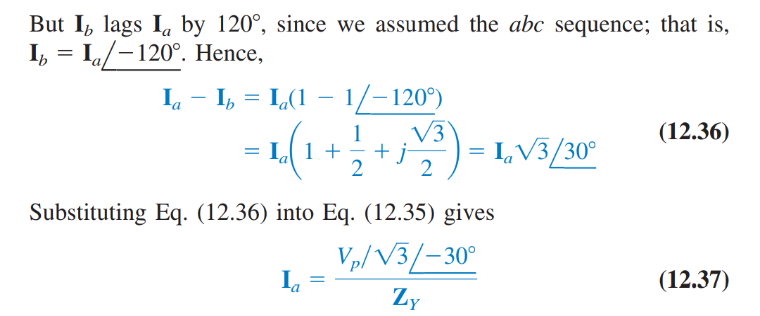 But I_b lags I_a by 120°, since we assumed the abc sequence; that is,
I_b = I_a/−120°. Hence,
I_a − I_b = I_a(1 − 1/−120°)
= I_a(1 + 1/2 + j√3/2) = I_a√3/30° (12.36)
Substituting Eq. (12.36) into Eq. (12.35) gives
I_a = V_p/√3/−30° / Z_Y (12.37)